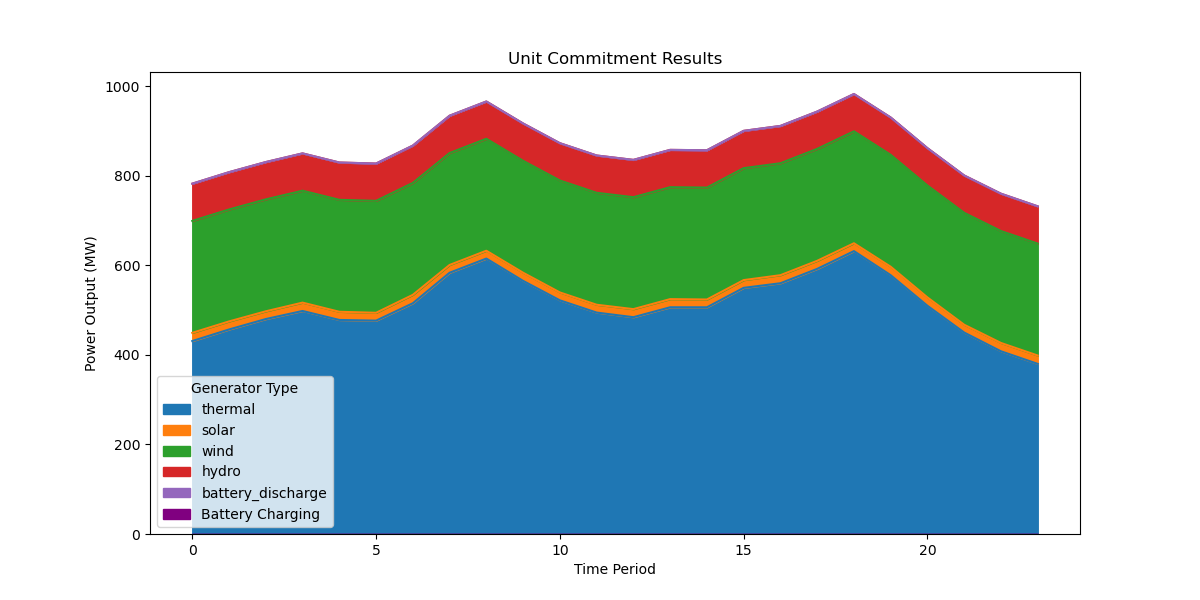 Unit Commitment Results
Power Output (MW)
1000
800
600
400
200
0
Generator Type
thermal
solar
wind
hydro
battery_discharge
Battery Charging
0 5 10 15 20
Time Period